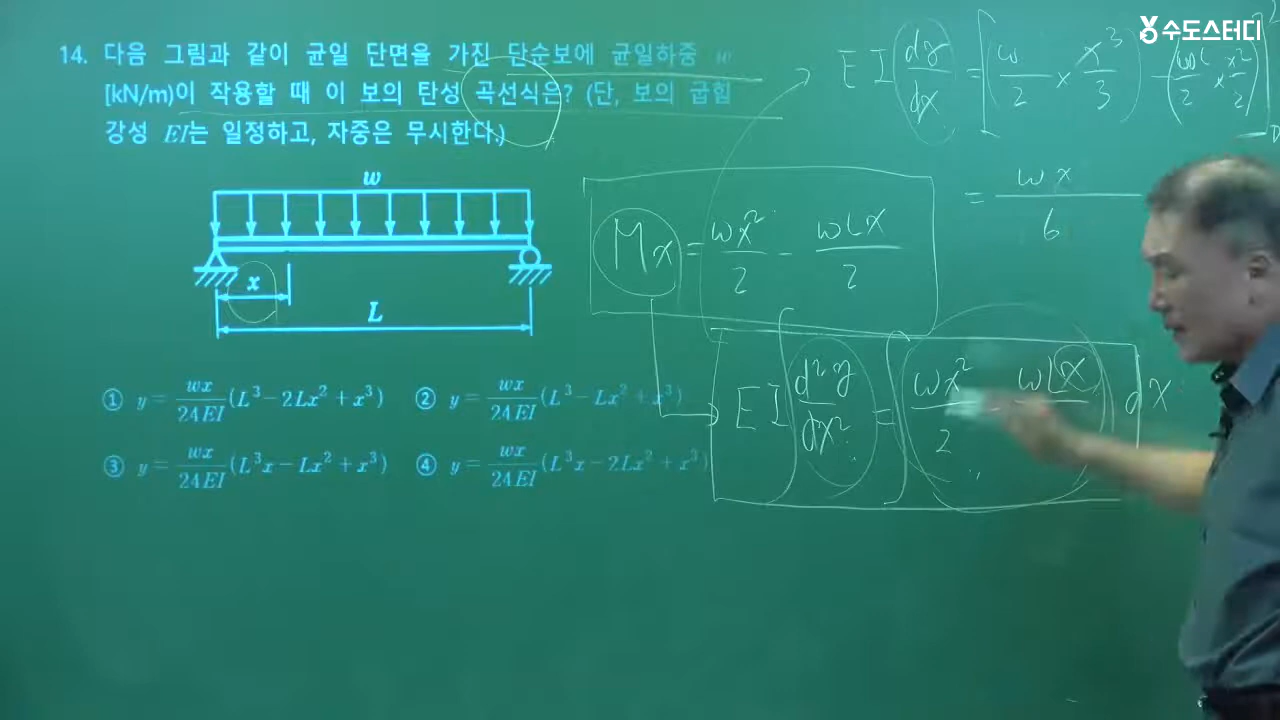 수도스터디
14. 다음 그림과 같이 균일 단면을 가진 단순보에 균일하중 w
[kN/m]이 작용할 때 이 보의 탄성 곡선식은? (단, 보의 굽힘
강성 EI는 일정하고, 자중은 무시한다.)
w
x
L
① y = wx/24EI (L³ - 2Lx² + x³) ② y = wx/24EI (L³ - Lx² + x³)
③ y = wx/24EI (L³x - Lx² + x³) ④ y = wx/24EI (L³x - 2Lx² + x³)
EI dy/dx = [(w/2 × x³/3) - (wL/2 × x²/2)]
= wx/6
Mx = wx²/2 - wLx/2
EI ∫ d²y/dx² = ∫ wx²/2 wLx dx